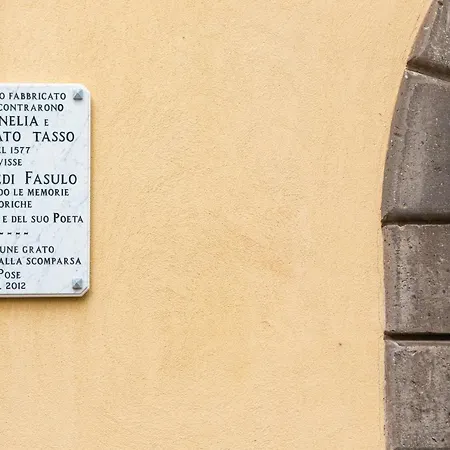 O FABBRICATO
CONTRARONO
NELIA E
ATO TASSO
EL 1577
VISSE
EDI FASULO
DO LE MEMORIE
ORICHE
E DEL SUO POETA
UNE GRATO
ALLA SCOMPARSA
POSE
2012